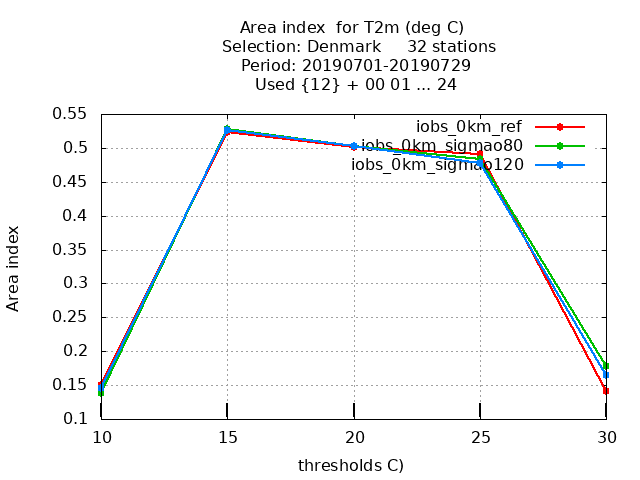 Area index  for T2m (deg C)
Selection: Denmark     32 stations
Period: 20190701-20190729
Used {12} + 00 01 ... 24
0.55
0.5
0.45
0.4
0.35
0.3
0.25
0.2
0.15
0.1
Area index
iobs_0km_ref
iobs_0km_sigmao80
iobs_0km_sigmao120
10
15
20
25
30
thresholds C)